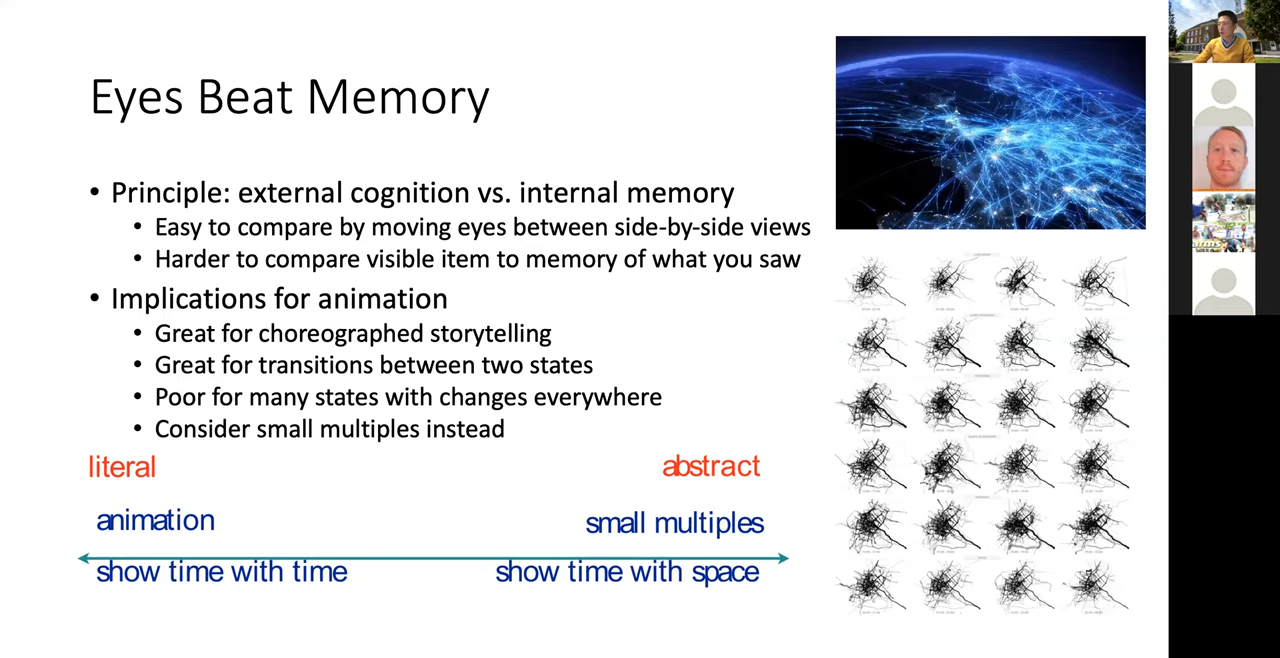 Eyes Beat Memory
• Principle: external cognition vs. internal memory
• Easy to compare by moving eyes between side-by-side views
• Harder to compare visible item to memory of what you saw
• Implications for animation
• Great for choreographed storytelling
• Great for transitions between two states
• Poor for many states with changes everywhere
• Consider small multiples instead
literal
abstract
animation
small multiples
show time with time
show time with space